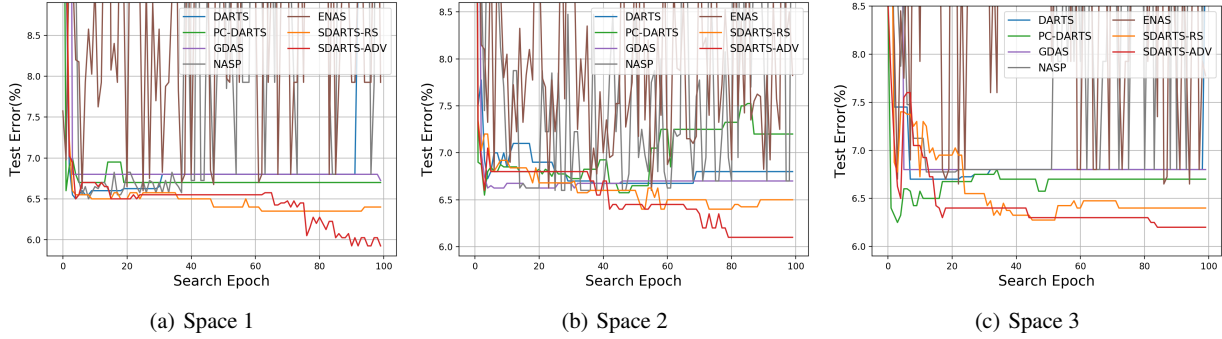 8.5
8.0
7.5
7.0
6.5
6.0
Test Error(%)
0 20 40 60 80 100
Search Epoch
DARTS
PC-DARTS
GDAS
NASP
ENAS
SDARTS-RS
SDARTS-ADV
(a) Space 1
8.5
8.0
7.5
7.0
6.5
6.0
Test Error(%)
0 20 40 60 80 100
Search Epoch
DARTS
PC-DARTS
GDAS
NASP
ENAS
SDARTS-RS
SDARTS-ADV
(b) Space 2
8.5
8.0
7.5
7.0
6.5
6.0
Test Error(%)
0 20 40 60 80 100
Search Epoch
DARTS
PC-DARTS
GDAS
NASP
ENAS
SDARTS-RS
SDARTS-ADV
(c) Space 3